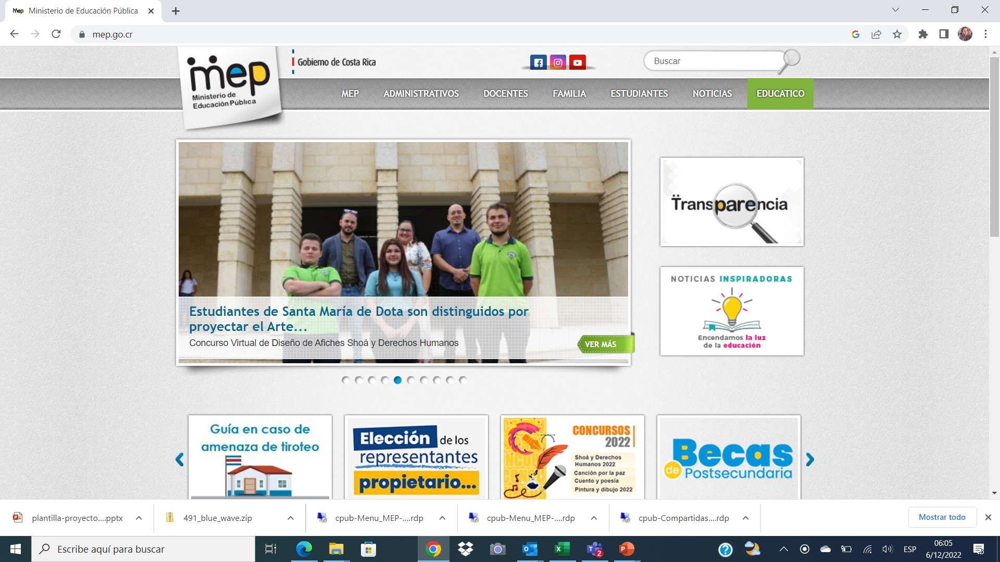 mep Ministerio de Educación Pública
mep.go.cr
mep
Ministerio de
Educación Pública
Gobierno de Costa Rica
Buscar
MEP ADMINISTRATIVOS DOCENTES FAMILIA ESTUDIANTES NOTICIAS EDUCATICO
Estudiantes de Santa María de Dota son distinguidos por
proyectar el Arte...
Concurso Virtual de Diseño de Afiches Shoá y Derechos Humanos
VER MÁS
Transparencia
NOTICIAS INSPIRADORAS
Encendamos la luz
de la educación
Guía en caso de
amenaza de tiroteo
Elección de los
representantes
propietario...
CONCURSOS
2022
Shoá y Derechos
Humanos 2022
Canción por la paz
Cuento y poesía
Pintura y dibujo 2022
Becas
de Postsecundaria
plantilla-proyecto....pptx
491_blue_wave.zip
cpub-Menu_MEP-....rdp
cpub-Menu_MEP-....rdp
cpub-Compartidas....rdp
Mostrar todo
Escribe aquí para buscar
2
ESP
06:05
6/12/2022